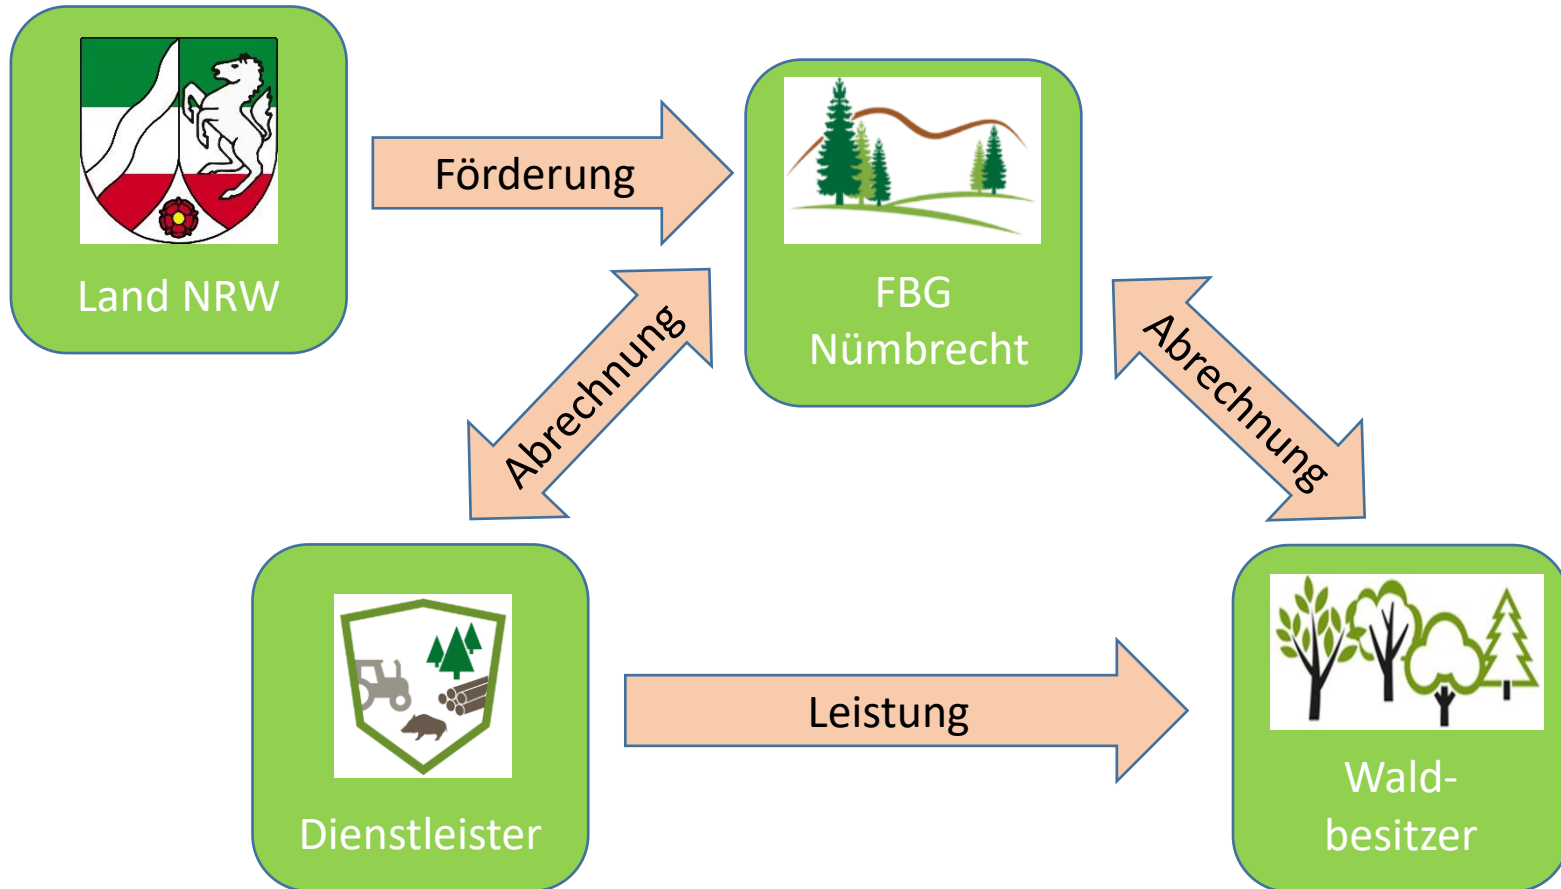 Förderung
Land NRW
FBG
Nümbrecht
Abrechnung
Abrechnung
Leistung
Dienstleister
Wald-
besitzer